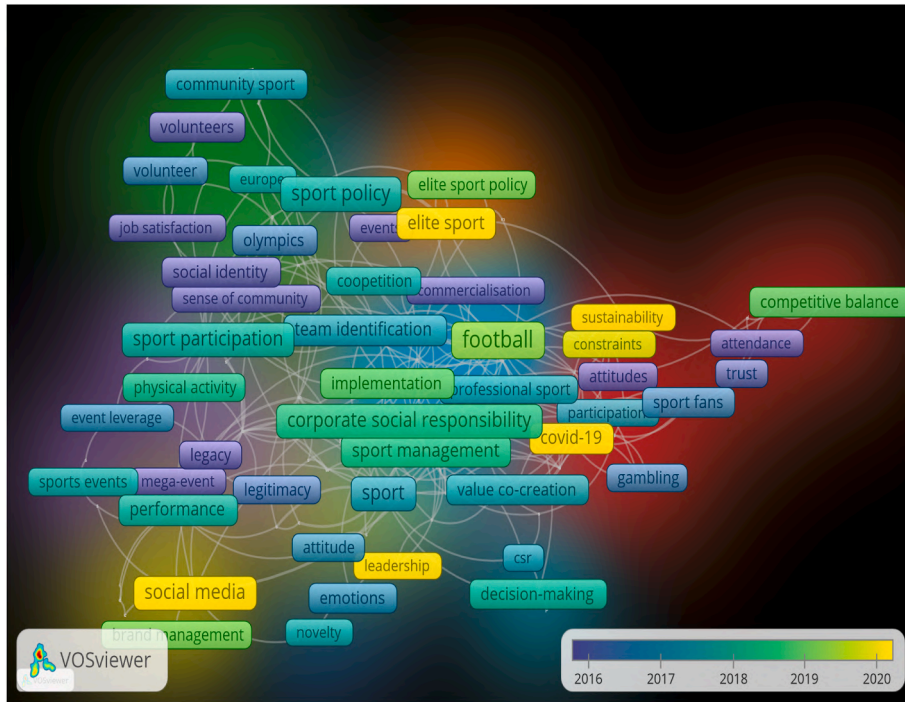 community sport
volunteers
volunteer
europe
sport policy
elite sport policy
elite sport
events
job satisfaction
olympics
social identity
coopetition
sense of community
commercialisation
competitive balance
sustainability
sport participation
team identification
football
constraints
attendance
physical activity
implementation
professional sport
attitudes
trust
event leverage
corporate social responsibility
participation
sport fans
sport management
covid-19
legacy
sports events
mega-event
legitimacy
sport
value co-creation
gambling
performance
attitude
csr
leadership
social media
emotions
decision-making
brand management
novelty
VOSviewer
VOSviewer
2016 2017 2018 2019 2020